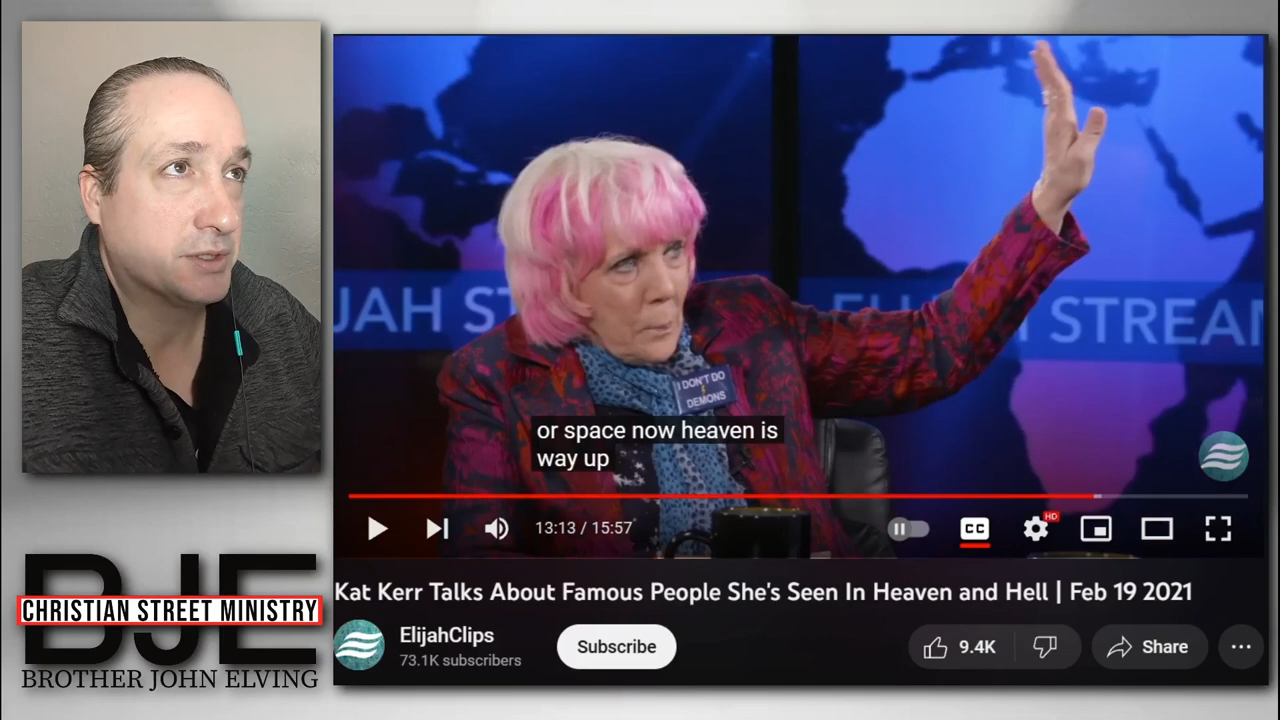 IJAH ST
ELIJAH STREAM
I DON'T DO
DEMONS
or space now heaven is
way up
13:13 / 15:57
CC
HD
Kat Kerr Talks About Famous People She's Seen In Heaven and Hell | Feb 19 2021
ElijahClips
73.1K subscribers
Subscribe
9.4K
Share
BJE
CHRISTIAN STREET MINISTRY
BROTHER JOHN ELVING